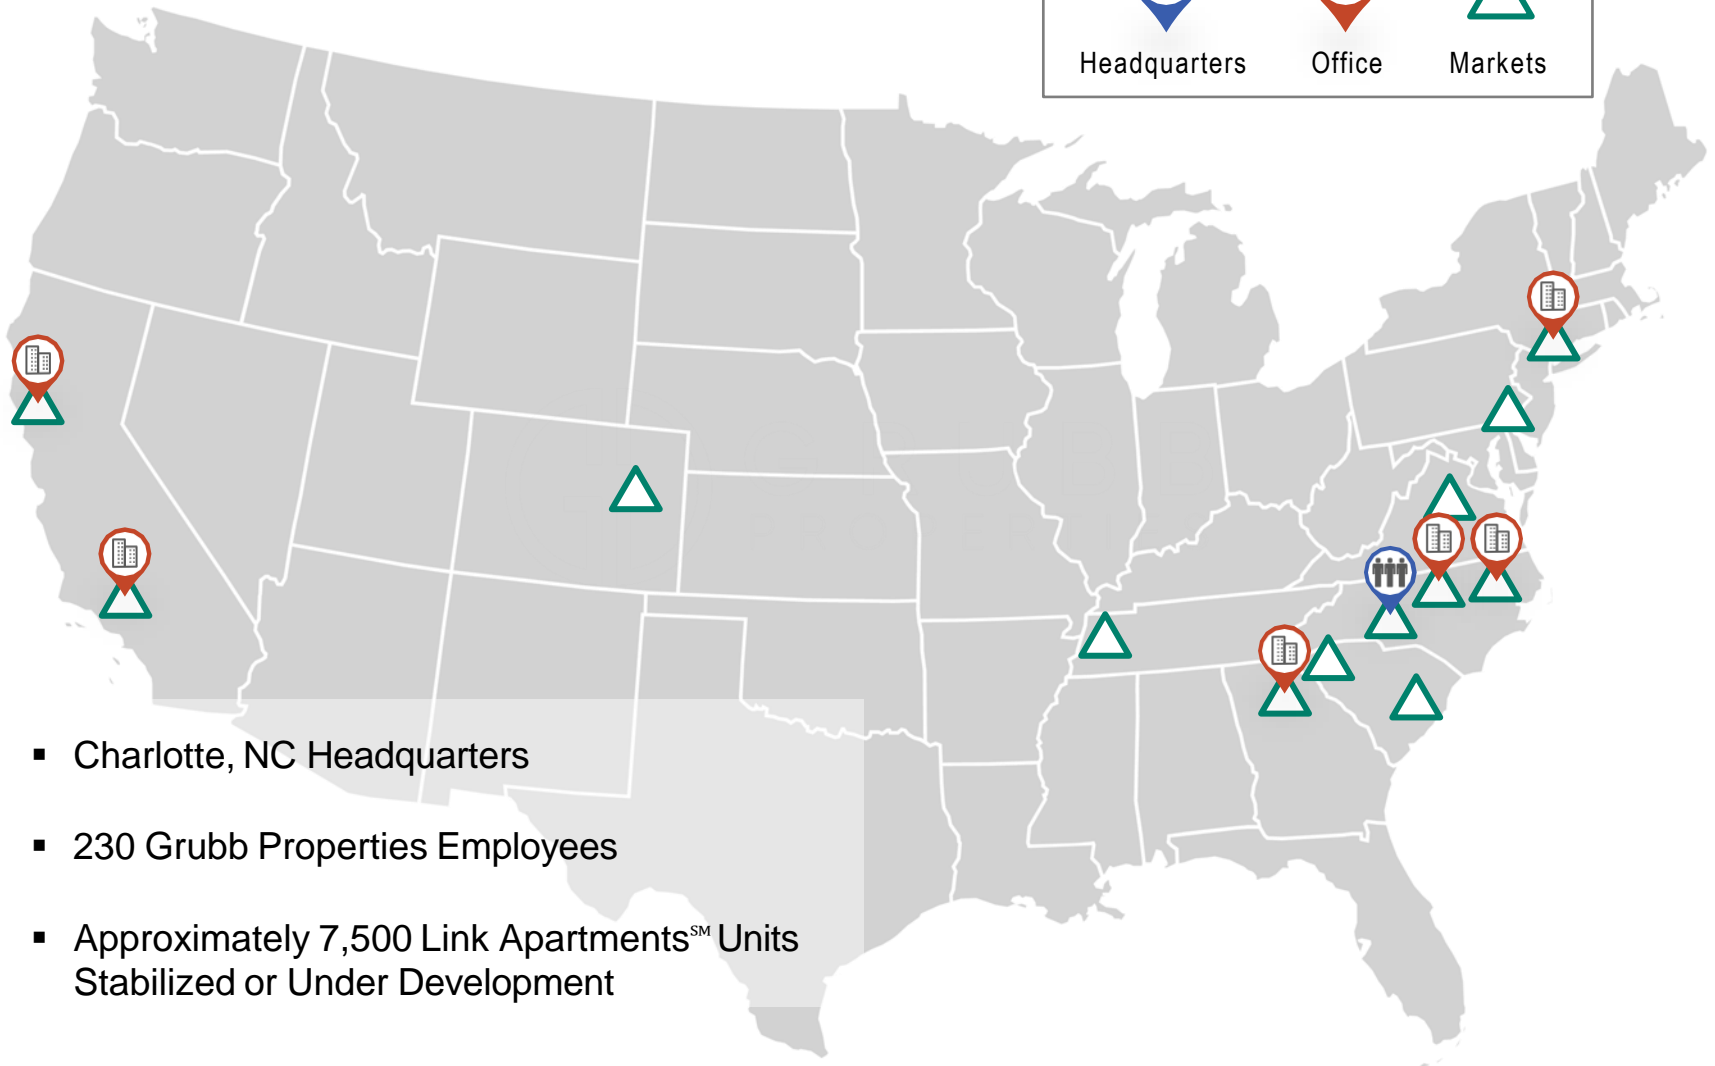 Headquarters Office Markets
▪ Charlotte, NC Headquarters
▪ 230 Grubb Properties Employees
▪ Approximately 7,500 Link Apartments℠ Units
Stabilized or Under Development